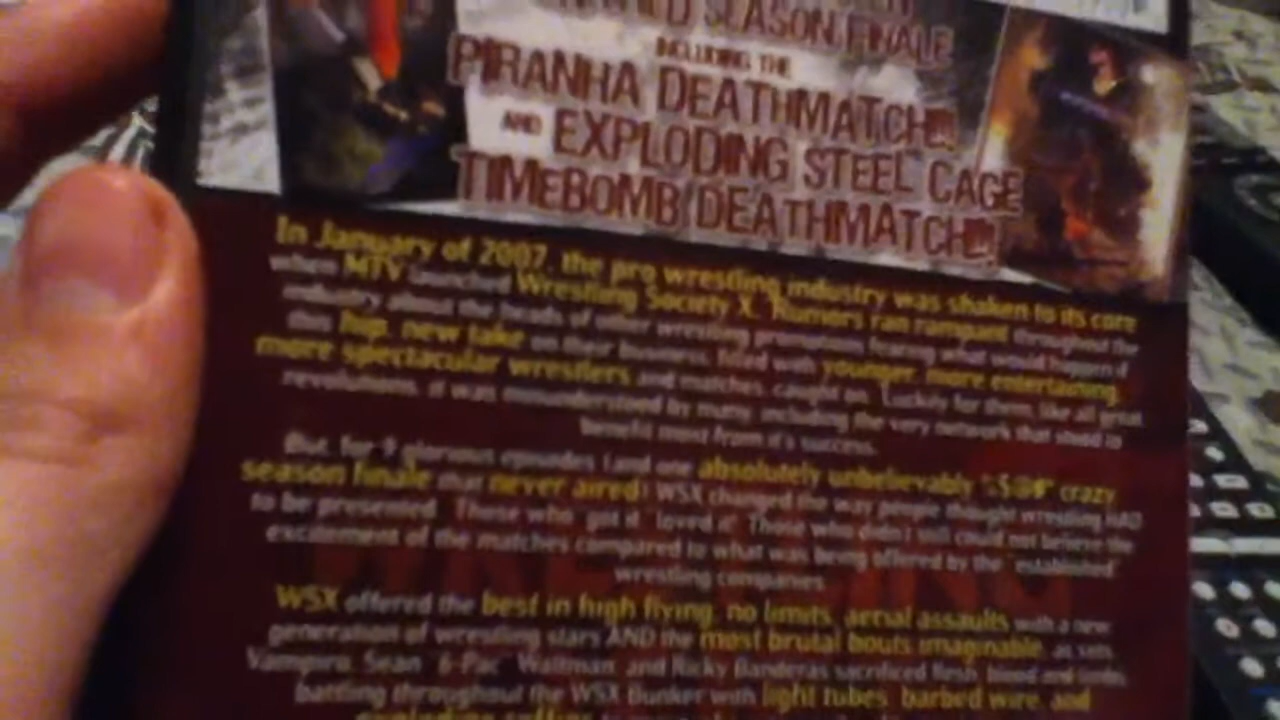 SEASON FINALE
INCLUDING THE
PIRANHA DEATHMATCH!!
AND EXPLODING STEEL CAGE
TIMEBOMB DEATHMATCH!!
In January of 2007, the pro wrestling industry was shaken to its core
when MTV launched Wrestling Society X. Rumors ran rampant throughout the
industry about the heads of other wrestling promotions fearing what would happen if
this hip, new take on their business, filled with younger, more entertaining,
more spectacular wrestlers and matches, caught on. Luckily for them, like all great
revolutions, it was misunderstood by many, including the very network that stood to
benefit most from it's success.
But, for 9 glorious episodes (and one absolutely unbelievably crazy
season finale that never aired) WSX changed the way people thought wrestling HAD
to be presented. Those who "got it" loved it. Those who didn't still could not believe the
excitement of the matches compared to what was being offered by the "established"
wrestling companies.
WSX offered the best in high flying, no limits, aerial assaults with a new
generation of wrestling stars AND the most brutal bouts imaginable, as
Vampiro, Sean "6-Pac" Waltman, and Ricky Banderas sacrificed flesh, blood and limbs
battling throughout the WSX Bunker with light tubes, barbed wire, and
exploding